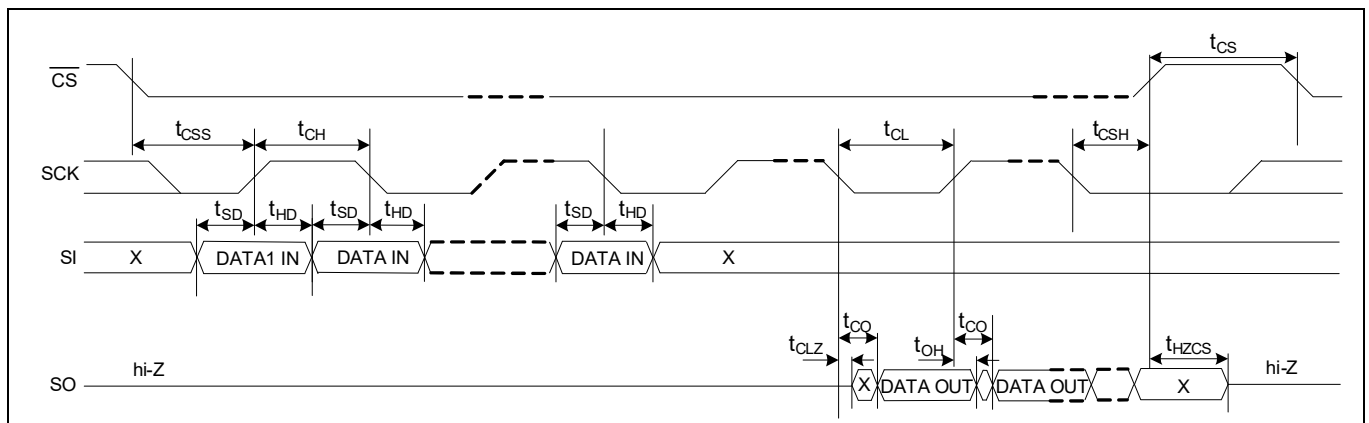 tCS
CS
tCSS
tCH
tCL
tCSH
SCK
tSD
tHD
tSD
tHD
tSD
tHD
SI
X
DATA1 IN
DATA IN
DATA IN
X
tCO
tCO
tCLZ
tOH
tHZCS
SO
hi-Z
X
DATA OUT
DATA OUT
X
hi-Z